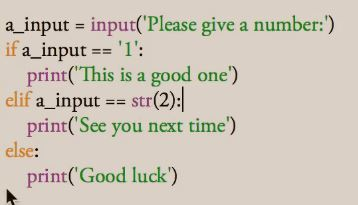 a_input = input('Please give a number:')
if a_input == '1':
    print('This is a good one')
elif a_input == str(2):
    print('See you next time')
else:
    print('Good luck')